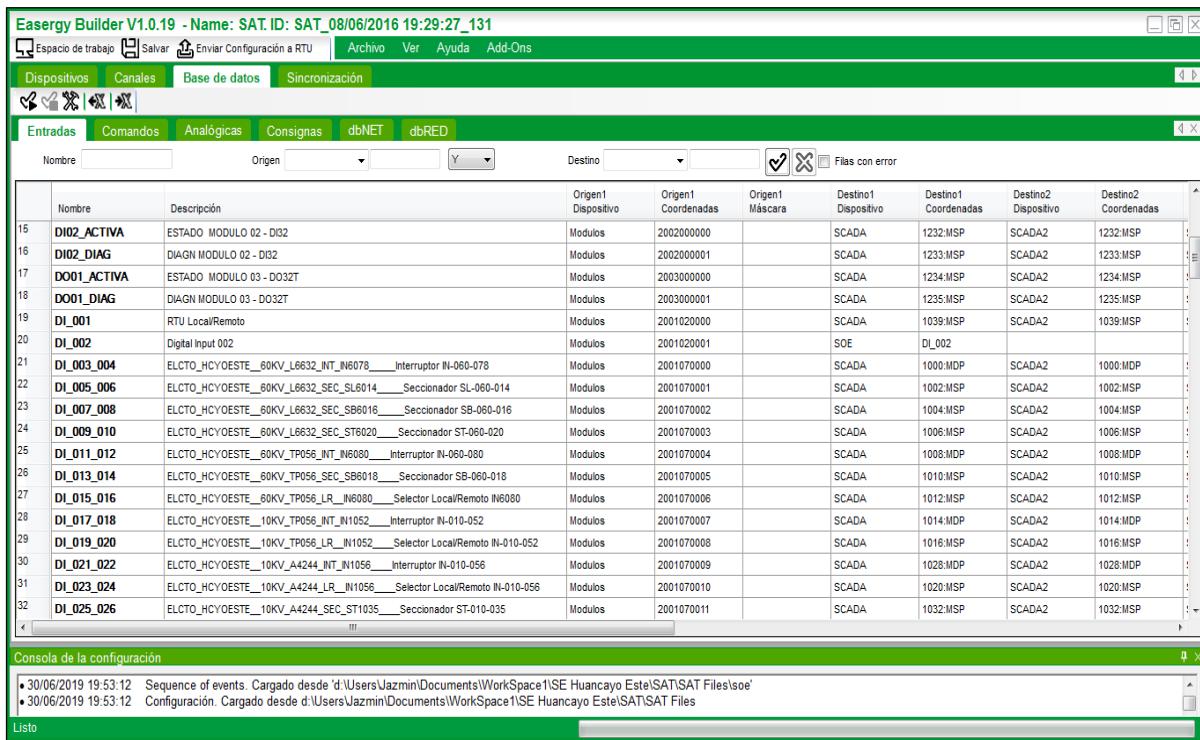 Easergy Builder V1.0.19 - Name: SAT. ID: SAT_08/06/2016 19:29:27_131
Espacio de trabajo Salvar Enviar Configuración a RTU Archivo Ver Ayuda Add-Ons
Dispositivos Canales Base de datos Sincronización
Entradas Comandos Analógicas Consignas dbNET dbRED
Nombre Origen Y Destino Filas con error
Nombre Descripción Origen1 Dispositivo Origen1 Coordenadas Origen1 Máscara Destino1 Dispositivo Destino1 Coordenadas Destino2 Dispositivo Destino2 Coordenadas
15 DI02_ACTIVA ESTADO MODULO 02 - DI32 Modulos 2002000000 SCADA 1232:MSP SCADA2 1232:MSP
16 DI02_DIAG DIAGN MODULO 02 - DI32 Modulos 2002000001 SCADA 1233:MSP SCADA2 1233:MSP
17 DO01_ACTIVA ESTADO MODULO 03 - DO32T Modulos 2003000000 SCADA 1234:MSP SCADA2 1234:MSP
18 DO01_DIAG DIAGN MODULO 03 - DO32T Modulos 2003000001 SCADA 1235:MSP SCADA2 1235:MSP
19 DI_001 RTU Local/Remoto Modulos 2001020000 SCADA 1039:MSP SCADA2 1039:MSP
20 DI_002 Digital Input 002 Modulos 2001020001 SOE DI_002
21 DI_003_004 ELCTO_HCYOESTE__60KV_L6632_INT_IN6078_____Interruptor IN-060-078 Modulos 2001070000 SCADA 1000:MDP SCADA2 1000:MDP
22 DI_005_006 ELCTO_HCYOESTE__60KV_L6632_SEC_SL6014_____Seccionador SL-060-014 Modulos 2001070001 SCADA 1002:MSP SCADA2 1002:MSP
23 DI_007_008 ELCTO_HCYOESTE__60KV_L6632_SEC_SB6016_____Seccionador SB-060-016 Modulos 2001070002 SCADA 1004:MSP SCADA2 1004:MSP
24 DI_009_010 ELCTO_HCYOESTE__60KV_L6632_SEC_ST6020____Seccionador ST-060-020 Modulos 2001070003 SCADA 1006:MSP SCADA2 1006:MSP
25 DI_011_012 ELCTO_HCYOESTE__60KV_TP056_INT_IN6080____Interruptor IN-060-080 Modulos 2001070004 SCADA 1008:MDP SCADA2 1008:MDP
26 DI_013_014 ELCTO_HCYOESTE__60KV_TP056_SEC_SB6018____Seccionador SB-060-018 Modulos 2001070005 SCADA 1010:MSP SCADA2 1010:MSP
27 DI_015_016 ELCTO_HCYOESTE__60KV_TP056_LR__IN6080____Selector Local/Remoto IN6080 Modulos 2001070006 SCADA 1012:MSP SCADA2 1012:MSP
28 DI_017_018 ELCTO_HCYOESTE__10KV_TP056_INT_IN1052____Interruptor IN-010-052 Modulos 2001070007 SCADA 1014:MDP SCADA2 1014:MDP
29 DI_019_020 ELCTO_HCYOESTE__10KV_TP056_LR__IN1052____Selector Local/Remoto IN-010-052 Modulos 2001070008 SCADA 1016:MSP SCADA2 1016:MSP
30 DI_021_022 ELCTO_HCYOESTE__10KV_A4244_INT_IN1056____Interruptor IN-010-056 Modulos 2001070009 SCADA 1028:MDP SCADA2 1028:MDP
31 DI_023_024 ELCTO_HCYOESTE__10KV_A4244_LR__IN1056____Selector Local/Remoto IN-010-056 Modulos 2001070010 SCADA 1020:MSP SCADA2 1020:MSP
32 DI_025_026 ELCTO_HCYOESTE__10KV_A4244_SEC_ST1035____Seccionador ST-010-035 Modulos 2001070011 SCADA 1032:MSP SCADA2 1032:MSP
Consola de la configuración
• 30/06/2019 19:53:12 Sequence of events. Cargado desde 'd:\Users\Jazmin\Documents\WorkSpace1\SE Huancayo Este\SAT\SAT Files\soe'
• 30/06/2019 19:53:12 Configuración. Cargado desde d:\Users\Jazmin\Documents\WorkSpace1\SE Huancayo Este\SAT\SAT Files
Listo